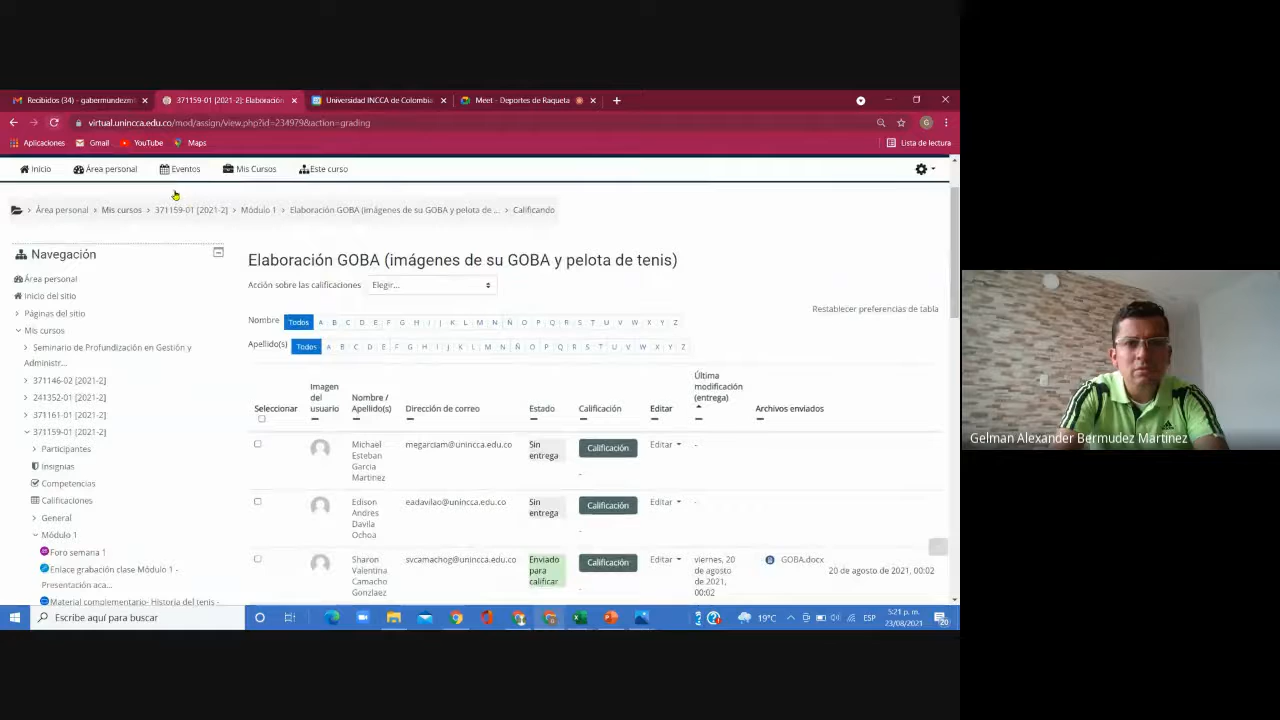 Recibidos (34) - gabermundezm
371159-01 [2021-2]: Elaboración
Universidad INCCA de Colombia
Meet - Deportes de Raqueta
virtual.unincca.edu.co/mod/assign/view.php?id=234979&action=grading
Aplicaciones Gmail YouTube Maps Lista de lectura
Inicio Área personal Eventos Mis Cursos Este curso
Área personal > Mis cursos > 371159-01 [2021-2] > Módulo 1 > Elaboración GOBA (imágenes de su GOBA y pelota de ... > Calificando
Navegación
Área personal
Inicio del sitio
Páginas del sitio
Mis cursos
Seminario de Profundización en Gestión y
Administr...
371146-02 [2021-2]
241352-01 [2021-2]
371161-01 [2021-2]
371159-01 [2021-2]
Participantes
Insignias
Competencias
Calificaciones
General
Módulo 1
Foro semana 1
Enlace grabación clase Módulo 1 -
Presentación aca...
Material complementario- Historia del tenis -
Elaboración GOBA (imágenes de su GOBA y pelota de tenis)
Acción sobre las calificaciones Elegir...
Restablecer preferencias de tabla
Nombre Todos A B C D E F G H I J K L M N Ñ O P Q R S T U V W X Y Z
Apellido(s) Todos A B C D E F G H I J K L M N Ñ O P Q R S T U V W X Y Z
Seleccionar
Imagen
del
usuario
Nombre /
Apellido(s)
Dirección de correo
Estado
Calificación
Editar
Última
modificación
(entrega)
Archivos enviados
Michael
Esteban
Garcia
Martinez
megarciam@unincca.edu.co
Sin
entrega
Calificación
-
Editar
-
Edison
Andres
Davila
Ochoa
eadavilao@unincca.edu.co
Sin
entrega
Calificación
-
Editar
-
Sharon
Valentina
Camacho
Gonzlaez
svcamachog@unincca.edu.co
Enviado
para
calificar
Calificación
-
Editar
viernes, 20
de agosto
de 2021,
00:02
GOBA.docx
20 de agosto de 2021, 00:02
Escribe aquí para buscar
19°C
ESP
5:21 p. m.
23/08/2021
20
Gelman Alexander Bermudez Martinez